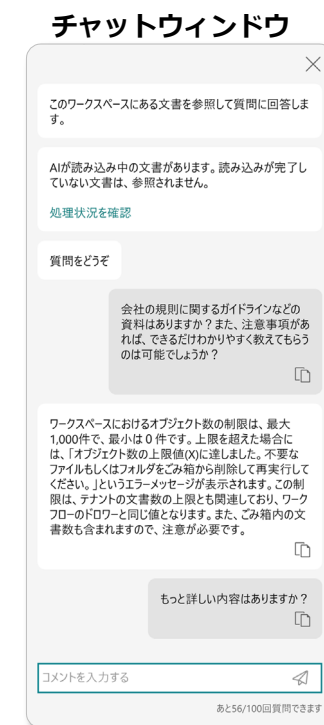 チャットウィンドウ
このワークスペースにある文書を参照して質問に回答しま
す。
AIが読み込み中の文書があります。読み込みが完了し
ていない文書は、参照されません。
処理状況を確認
質問をどうぞ
会社の規則に関するガイドラインなどの
資料はありますか？また、注意事項があ
れば、できるだけわかりやすく教えてもらう
のは可能でしょうか？
ワークスペースにおけるオブジェクト数の制限は、最大
1,000件で、最小は 0 件です。上限を超えた場合に
は、「オブジェクト数の上限値(X)に達しました。不要な
ファイルもしくはフォルダをごみ箱から削除して再実行して
ください。」というエラーメッセージが表示されます。この制
限は、テナントの文書数の上限とも関連しており、ワーク
フローのドロワーと同じ値となります。また、ごみ箱内の文
書数も含まれますので、注意が必要です。
もっと詳しい内容はありますか？
コメントを入力する
あと56/100回質問できます